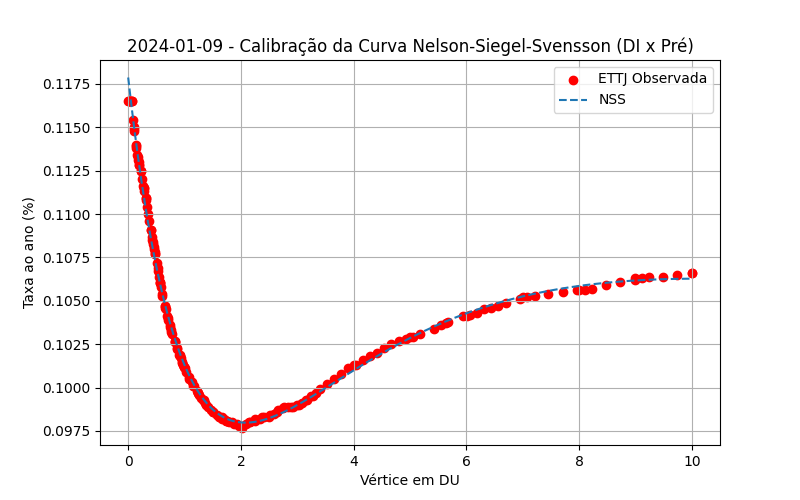 2024-01-09 - Calibração da Curva Nelson-Siegel-Svensson (DI x Pré)
ETTJ Observada
NSS
Taxa ao ano (%)
0.1175
0.1150
0.1125
0.1100
0.1075
0.1050
0.1025
0.1000
0.0975
0 2 4 6 8 10
Vértice em DU